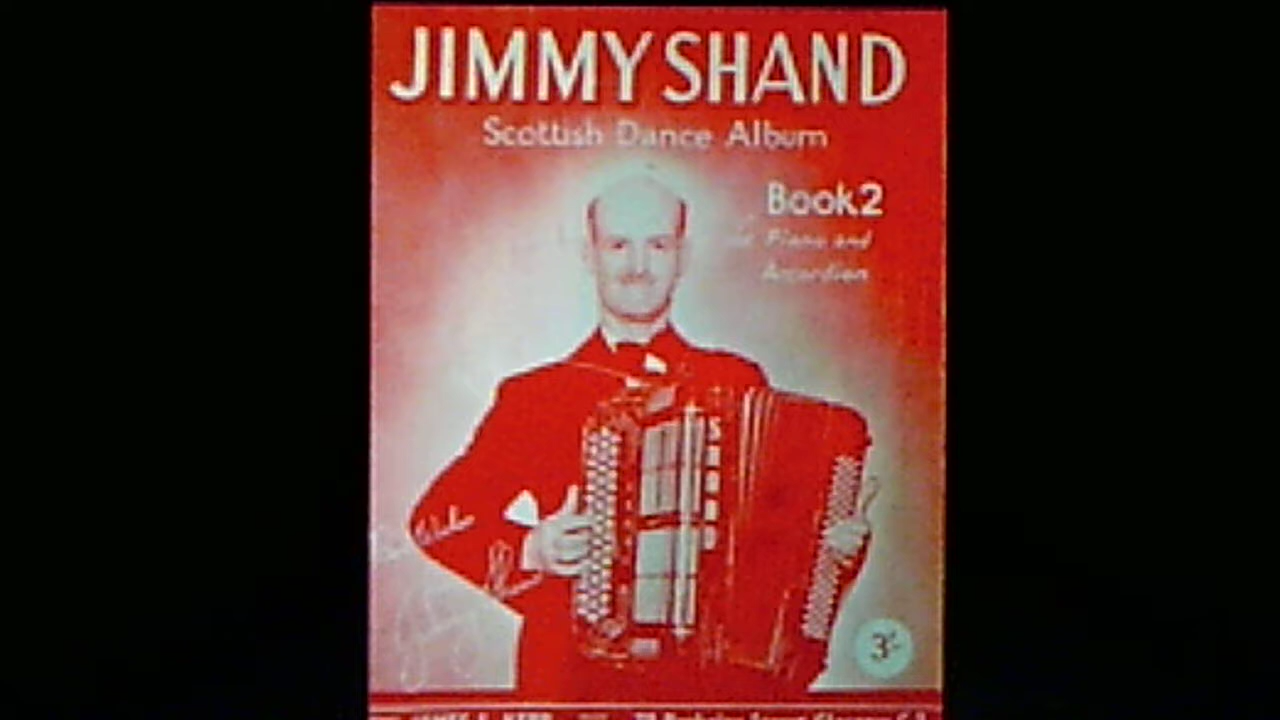 JIMMY SHAND
Scottish Dance Album
Book 2
Piano and
Accordion
3/-